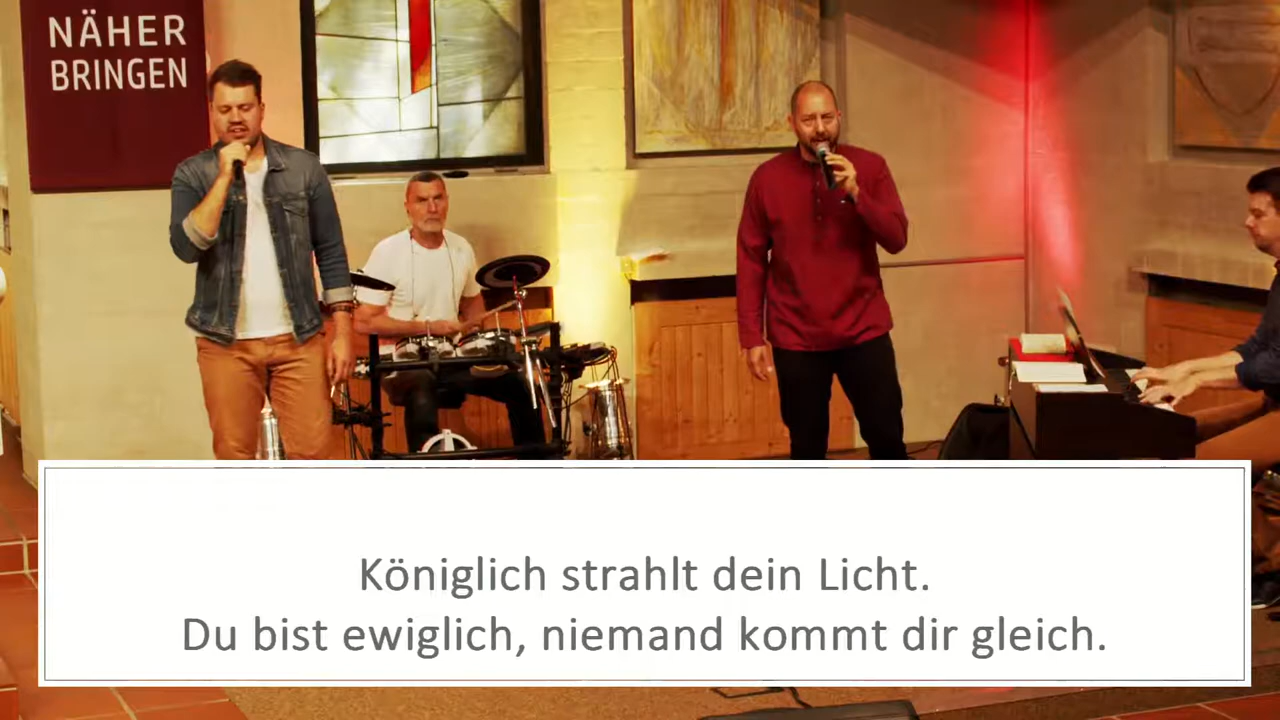 NÄHER
BRINGEN
Königlich strahlt dein Licht.
Du bist ewiglich, niemand kommt dir gleich.